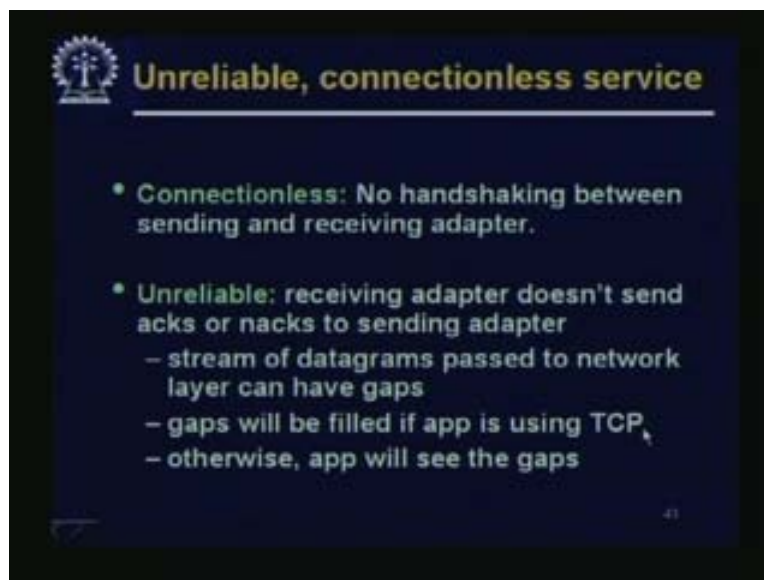 Unreliable, connectionless service
• Connectionless: No handshaking between
sending and receiving adapter.
• Unreliable: receiving adapter doesn't send
acks or nacks to sending adapter
– stream of datagrams passed to network
layer can have gaps
– gaps will be filled if app is using TCP
– otherwise, app will see the gaps